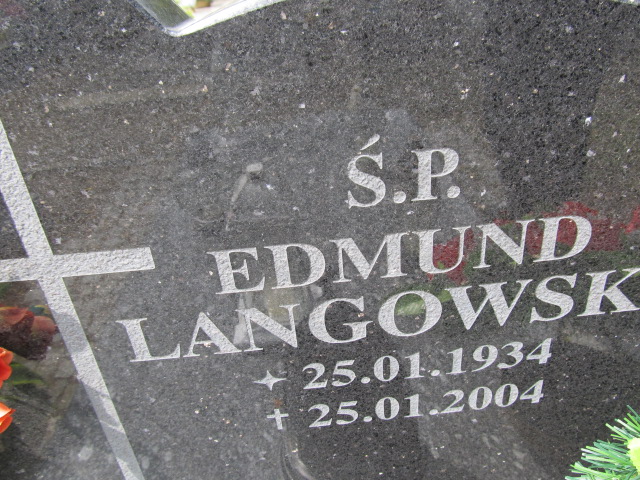 Ś.P.
EDMUND
LANGOWSK
✦ 25.01.1934
+ 25.01.2004